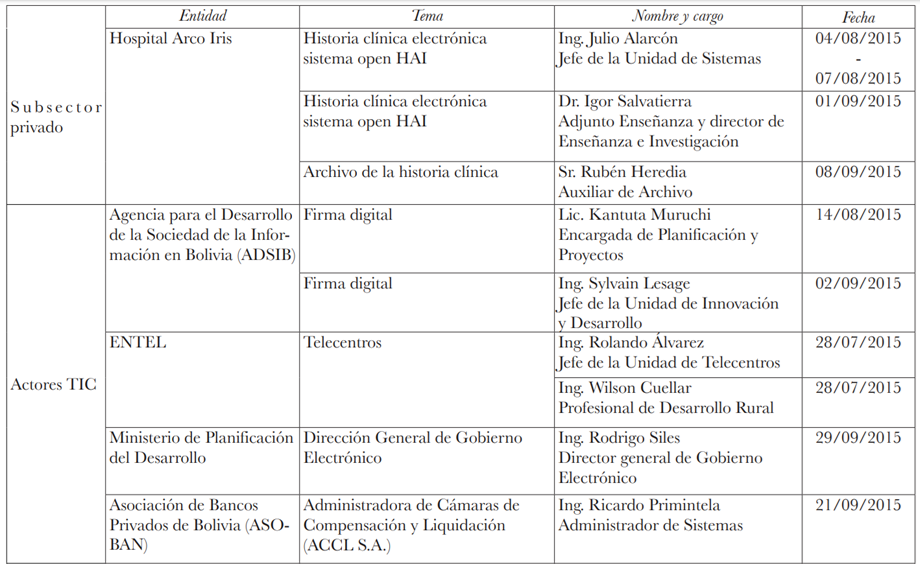 Entidad Tema Nombre y cargo Fecha
Subsector privado
Hospital Arco Iris
Historia clínica electrónica
sistema open HAI
Ing. Julio Alarcón
Jefe de la Unidad de Sistemas
04/08/2015
-
07/08/2015
Historia clínica electrónica
sistema open HAI
Dr. Igor Salvatierra
Adjunto Enseñanza y director de
Enseñanza e Investigación
01/09/2015
Archivo de la historia clínica
Sr. Rubén Heredia
Auxiliar de Archivo
08/09/2015
Actores TIC
Agencia para el Desarrollo
de la Sociedad de la Infor-
mación en Bolivia (ADSIB)
Firma digital
Lic. Kantuta Muruchi
Encargada de Planificación y
Proyectos
14/08/2015
Firma digital
Ing. Sylvain Lesage
Jefe de la Unidad de Innovación
y Desarrollo
02/09/2015
ENTEL
Telecentros
Ing. Rolando Álvarez
Jefe de la Unidad de Telecentros
28/07/2015
Ing. Wilson Cuellar
Profesional de Desarrollo Rural
28/07/2015
Ministerio de Planificación
del Desarrollo
Dirección General de Gobierno
Electrónico
Ing. Rodrigo Siles
Director general de Gobierno
Electrónico
29/09/2015
Asociación de Bancos
Privados de Bolivia (ASO-
BAN)
Administradora de Cámaras de
Compensación y Liquidación
(ACCL S.A.)
Ing. Ricardo Primintela
Administrador de Sistemas
21/09/2015